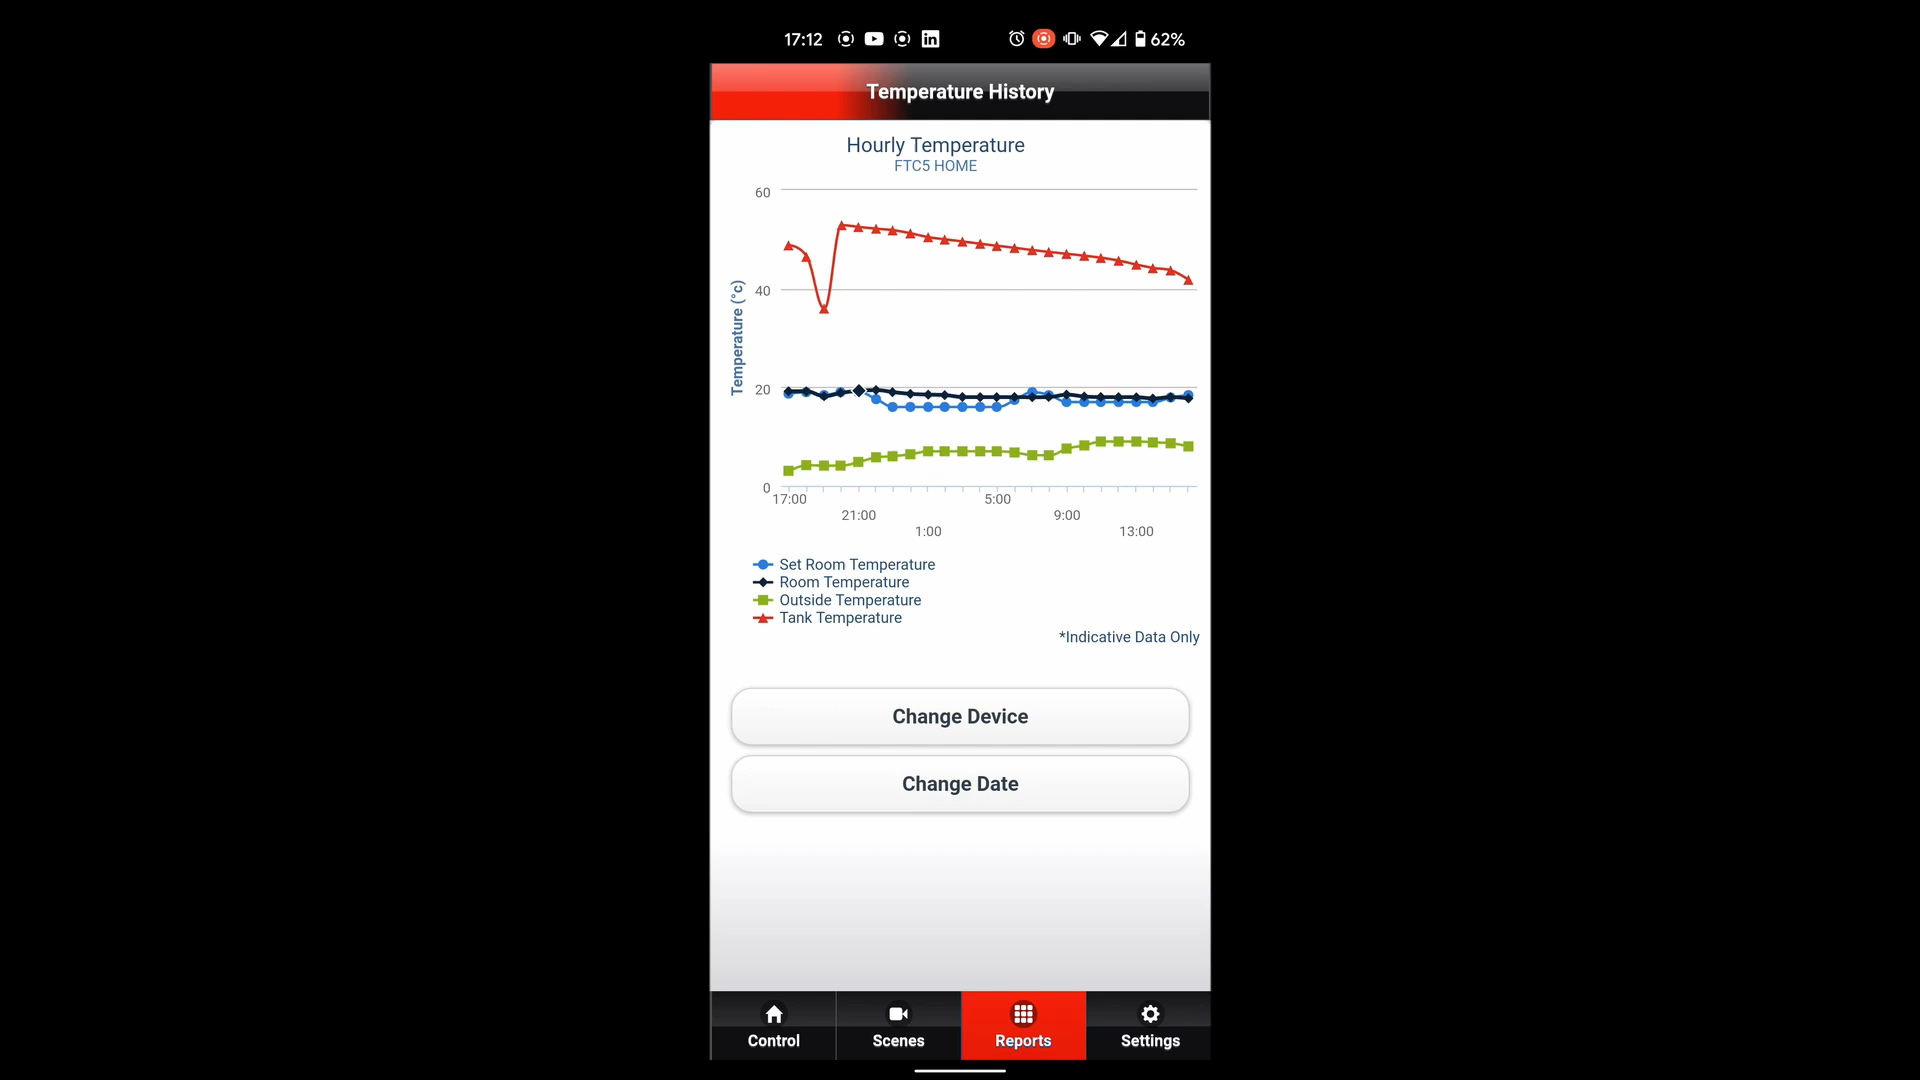 17:12 62%
Temperature History
Hourly Temperature
FTC5 HOME
Temperature (°c)
60
40
20
0
17:00
21:00
1:00
5:00
9:00
13:00
Set Room Temperature
Room Temperature
Outside Temperature
Tank Temperature
*Indicative Data Only
Change Device
Change Date
Control Scenes Reports Settings